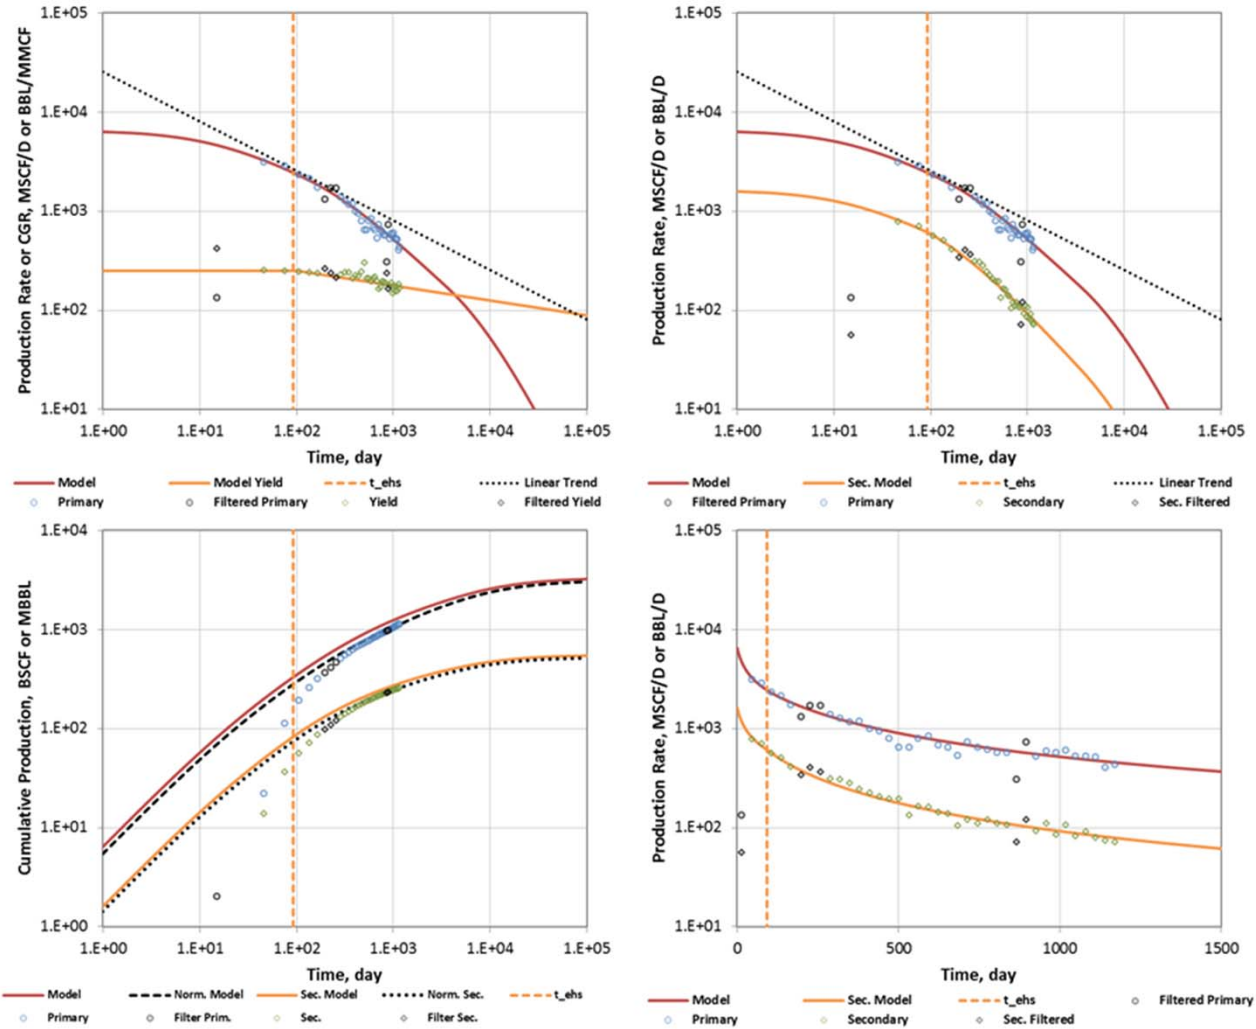 Production Rate or CGR, MSCF/D or BBL/MMCF
1.E+05
1.E+04
1.E+03
1.E+02
1.E+01
1.E+00 1.E+01 1.E+02 1.E+03 1.E+04 1.E+05
Time, day
Model Model Yield t_ehs Linear Trend
Primary Filtered Primary Yield Filtered Yield
Production Rate, MSCF/D or BBL/D
1.E+05
1.E+04
1.E+03
1.E+02
1.E+01
1.E+00 1.E+01 1.E+02 1.E+03 1.E+04 1.E+05
Time, day
Model Sec. Model t_ehs Linear Trend
Filtered Primary Primary Secondary Sec. Filtered
Cumulative Production, BSCF or MBBL
1.E+04
1.E+03
1.E+02
1.E+01
1.E+00
1.E+00 1.E+01 1.E+02 1.E+03 1.E+04 1.E+05
Time, day
Model Norm. Model Sec. Model Norm. Sec. t_ehs
Primary Filter Prim. Sec. Filter Sec.
Production Rate, MSCF/D or BBL/D
1.E+05
1.E+04
1.E+03
1.E+02
1.E+01
0 500 1000 1500
Time, day
Model Sec. Model t_ehs Filtered Primary
Primary Secondary Sec. Filtered